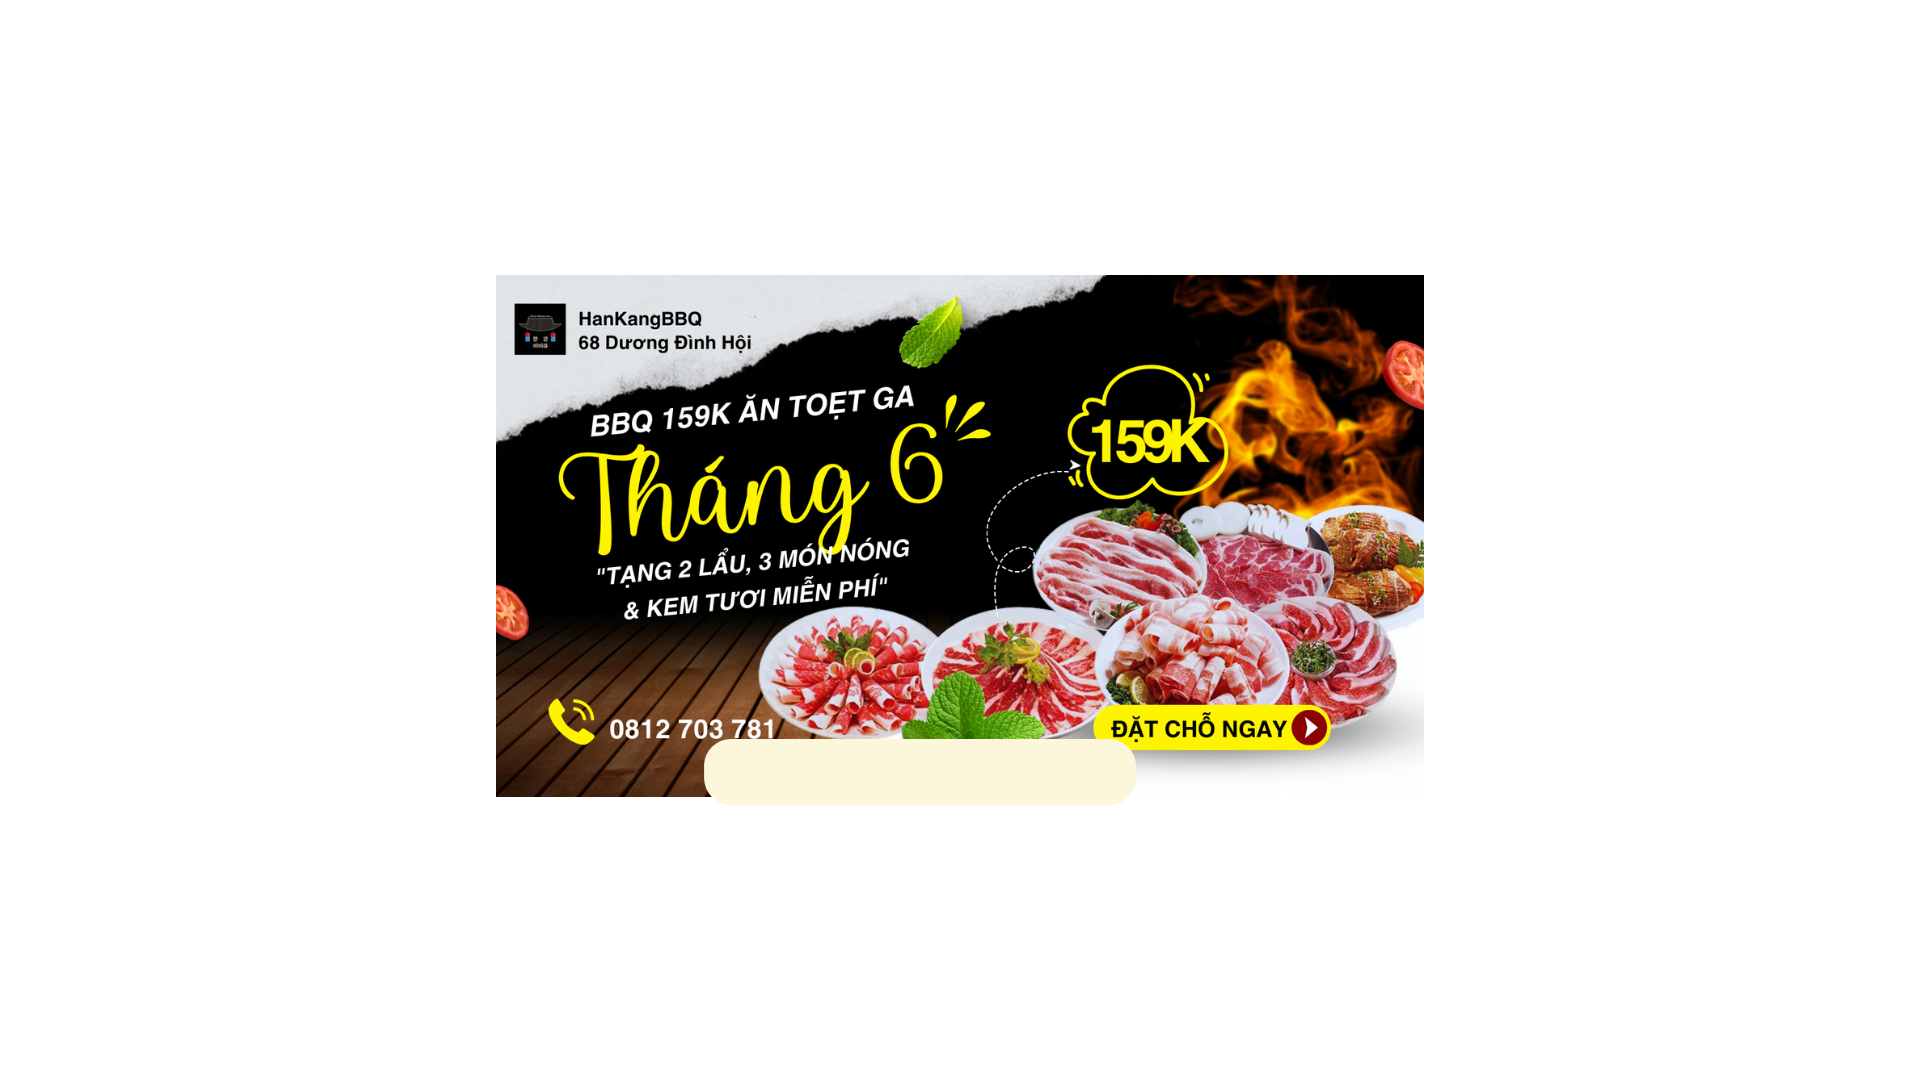 HanKangBBQ
68 Dương Đình Hội
BBQ 159K ĂN TOẸT GA
Tháng 6
159K
"TẠNG 2 LẨU, 3 MÓN NÓNG
& KEM TƯƠI MIỄN PHÍ"
0812 703 781
ĐẶT CHỖ NGAY